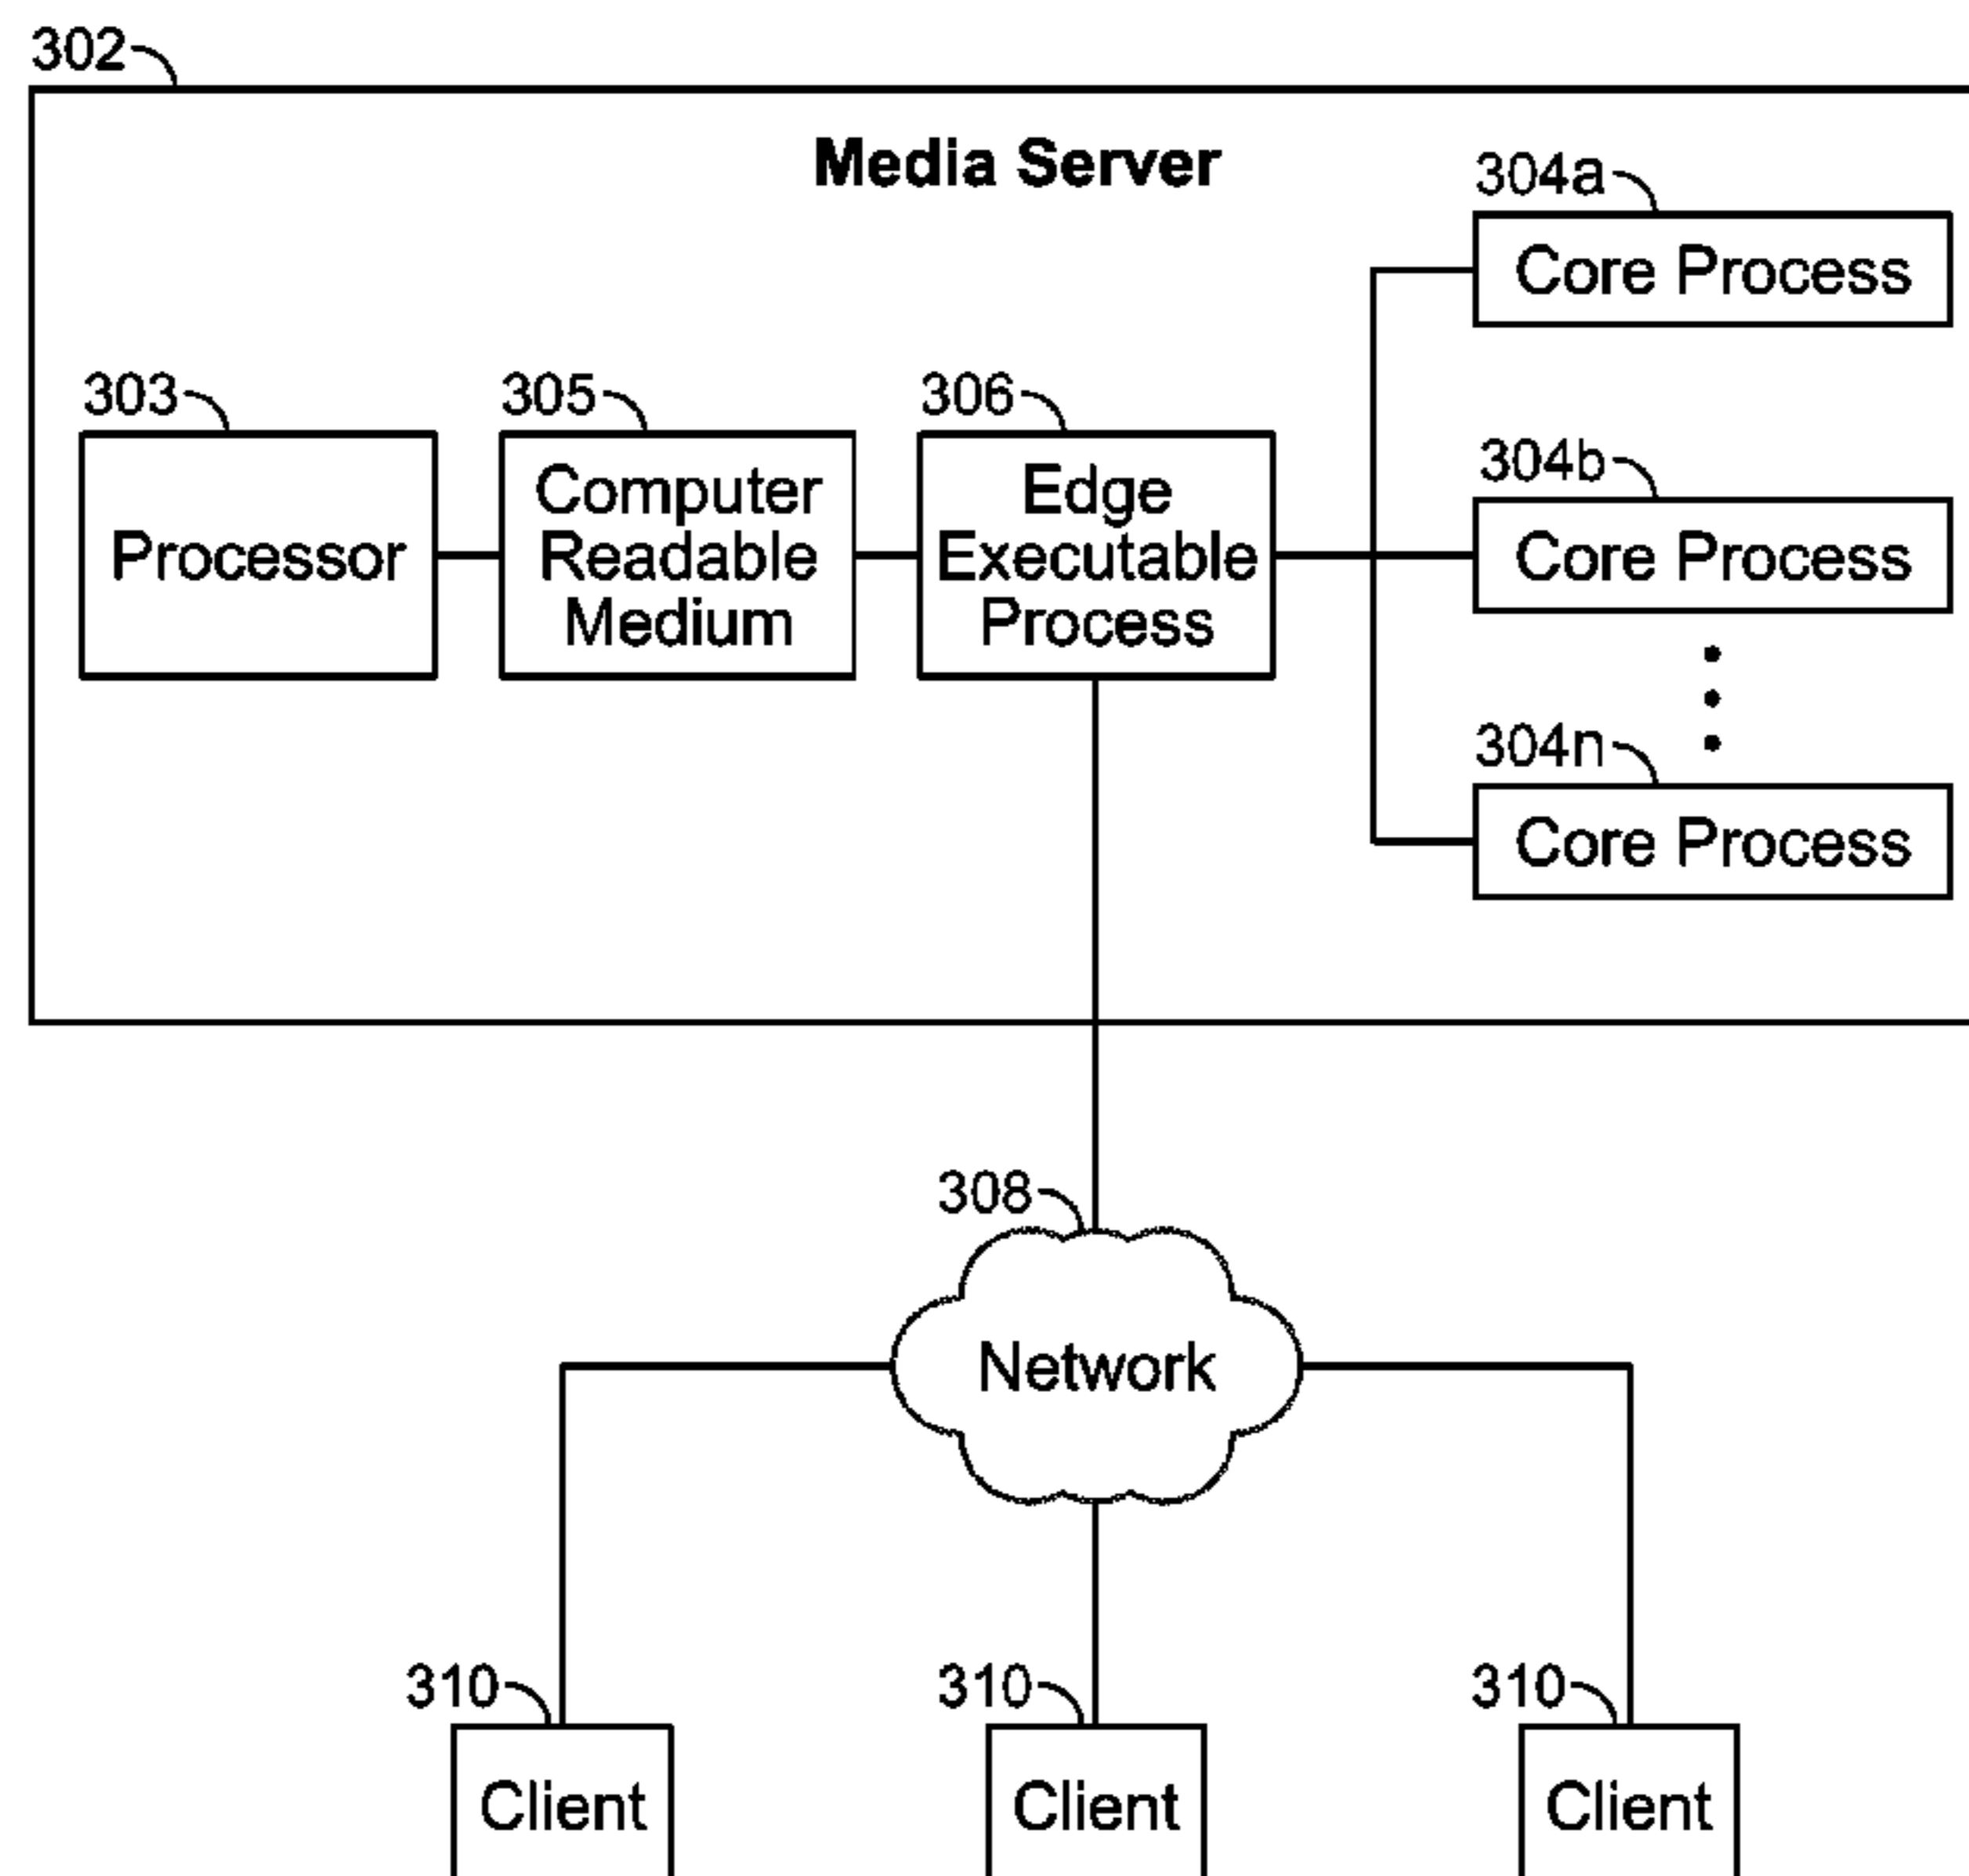 302
Media Server
304a
Core Process
303
305
306
304b
Processor
Computer
Readable
Medium
Edge
Executable
Process
Core Process
304n
Core Process
308
Network
310
310
310
Client
Client
Client